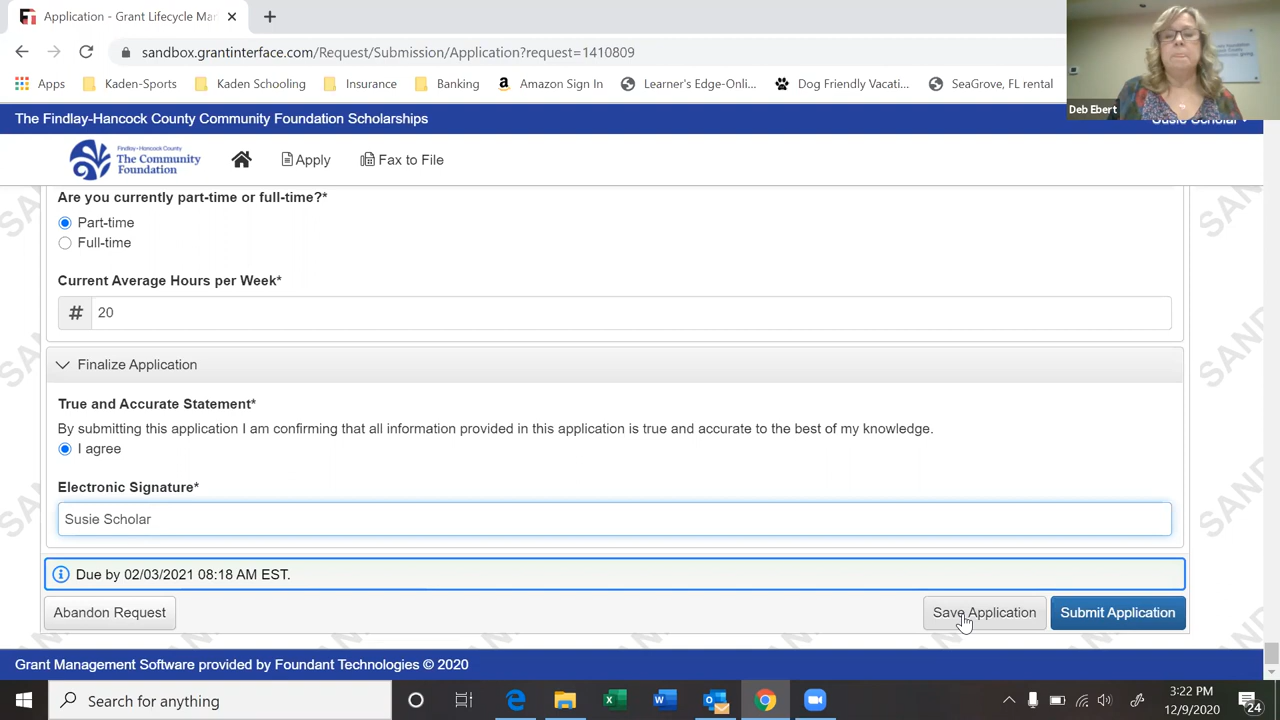 Application - Grant Lifecycle Mar
sandbox.grantinterface.com/Request/Submission/Application?request=1410809
Apps
Kaden-Sports
Kaden Schooling
Insurance
Banking
Amazon Sign In
Learner's Edge-Onli...
Dog Friendly Vacati...
SeaGrove, FL rental
Deb Ebert
The Findlay-Hancock County Community Foundation Scholarships
Susie Scholar
Findlay-Hancock County
The Community
Foundation
Apply
Fax to File
Are you currently part-time or full-time?*
Part-time
Full-time
Current Average Hours per Week*
# 20
Finalize Application
True and Accurate Statement*
By submitting this application I am confirming that all information provided in this application is true and accurate to the best of my knowledge.
I agree
Electronic Signature*
Susie Scholar
Due by 02/03/2021 08:18 AM EST.
Abandon Request
Save Application
Submit Application
Grant Management Software provided by Foundant Technologies © 2020
Search for anything
3:22 PM
12/9/2020
24